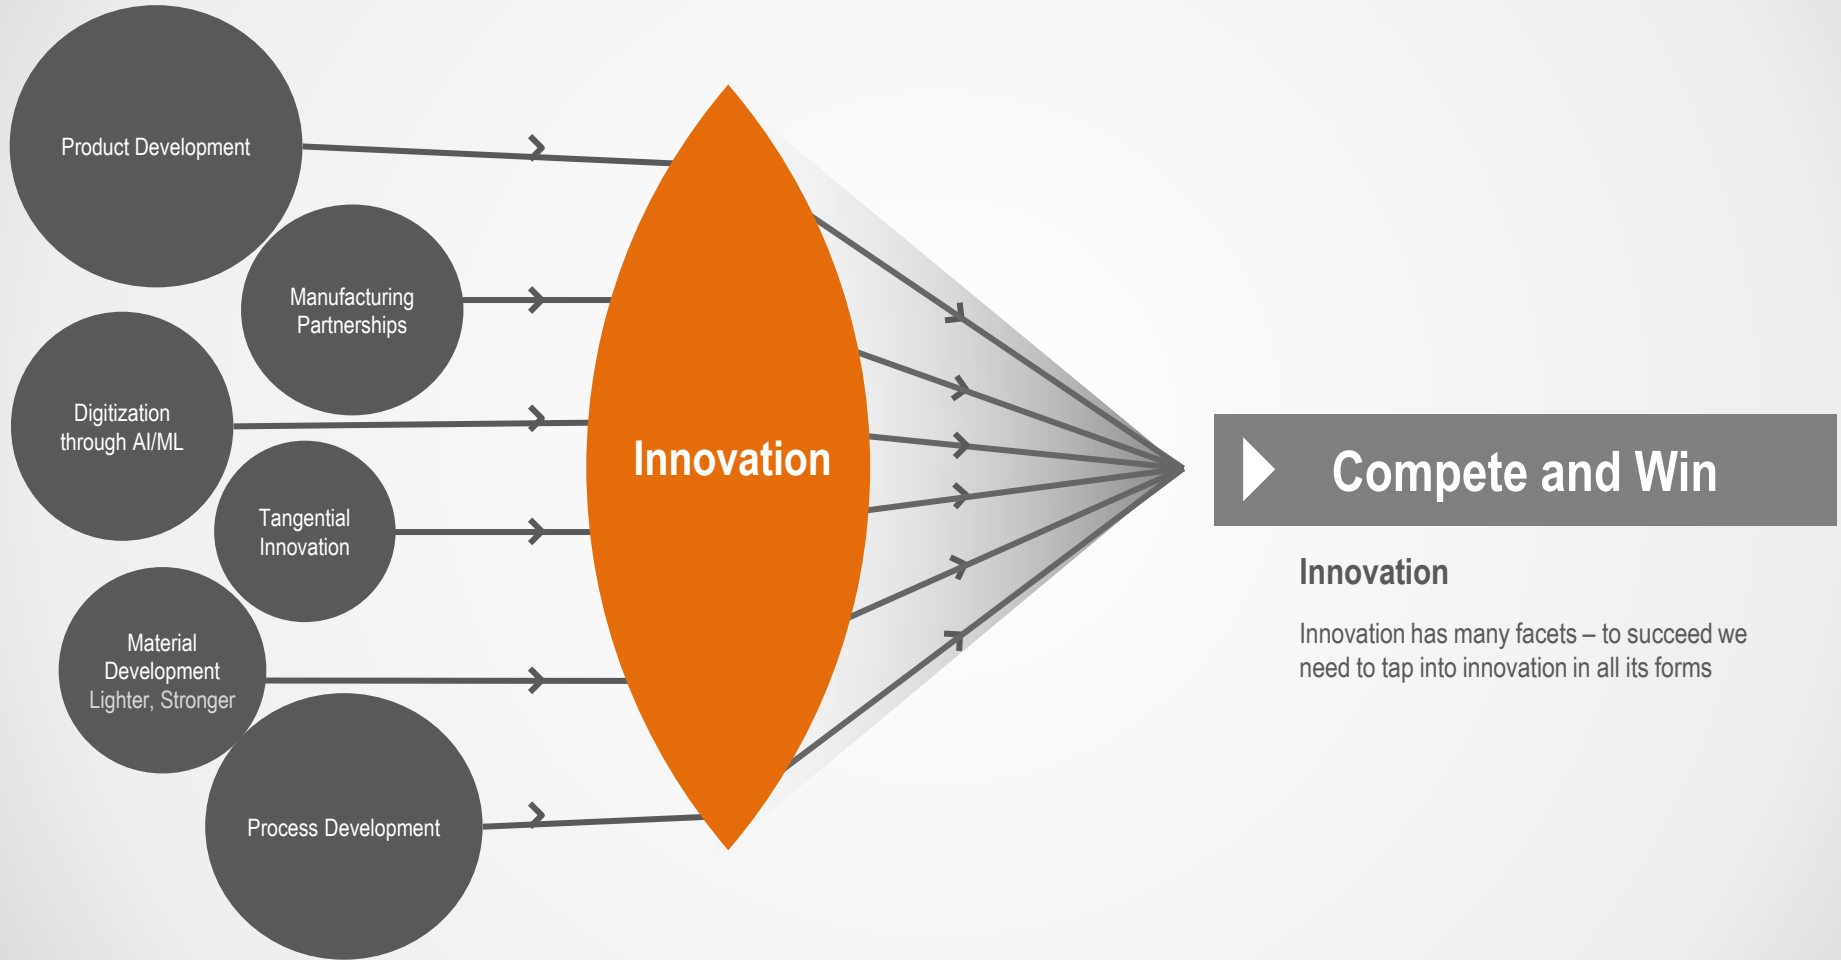 Product Development
Manufacturing
Partnerships
Digitization
through AI/ML
Tangential
Innovation
Material
Development
Lighter, Stronger
Process Development
Innovation
Compete and Win
Innovation
Innovation has many facets – to succeed we
need to tap into innovation in all its forms